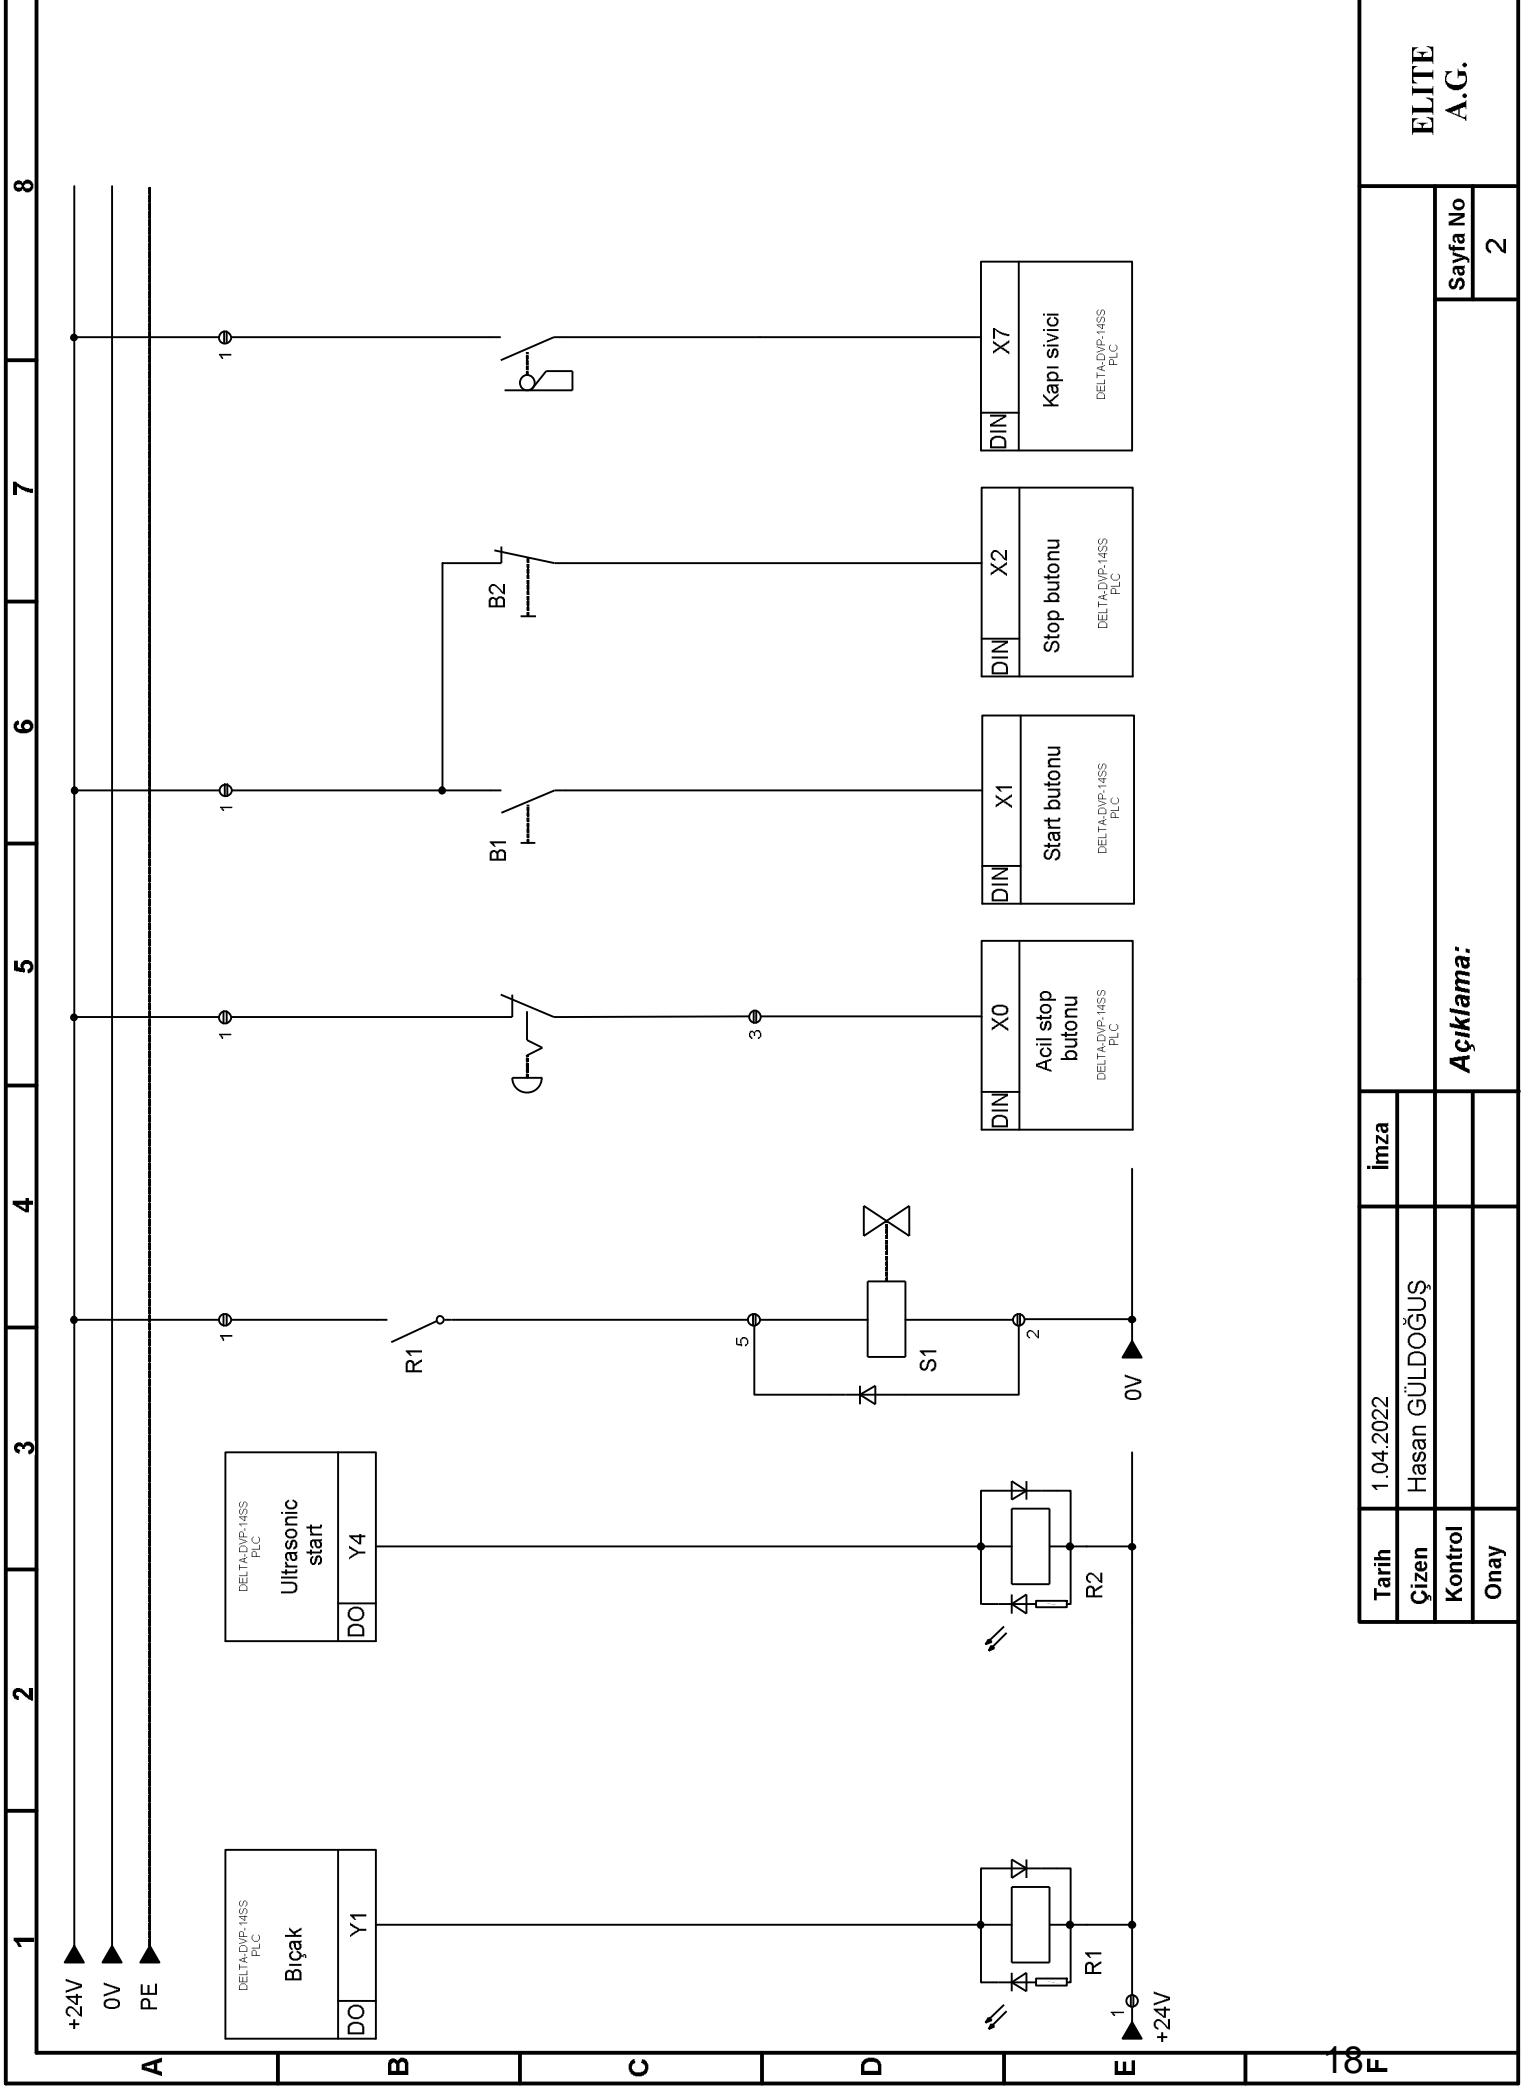 1
2
3
4
5
6
7
8
A
B
C
D
E
F
+24V
0V
PE
DELTA-DVP-14SS
PLC
Bıçak
DO
Y1
DELTA-DVP-14SS
PLC
Ultrasonic
start
DO
Y4
1
R1
5
S1
2
0V
1
3
1
B1
B2
1
R1
R2
1
+24V
DIN
X0
Acil stop
butonu
DELTA-DVP-14SS
PLC
DIN
X1
Start butonu
DELTA-DVP-14SS
PLC
DIN
X2
Stop butonu
DELTA-DVP-14SS
PLC
DIN
X7
Kapı sivici
DELTA-DVP-14SS
PLC
Tarih
1.04.2022
İmza
Çizen
Hasan GÜLDOĞUŞ
Kontrol
Onay
Açıklama:
Sayfa No
2
ELITE
A.G.
18